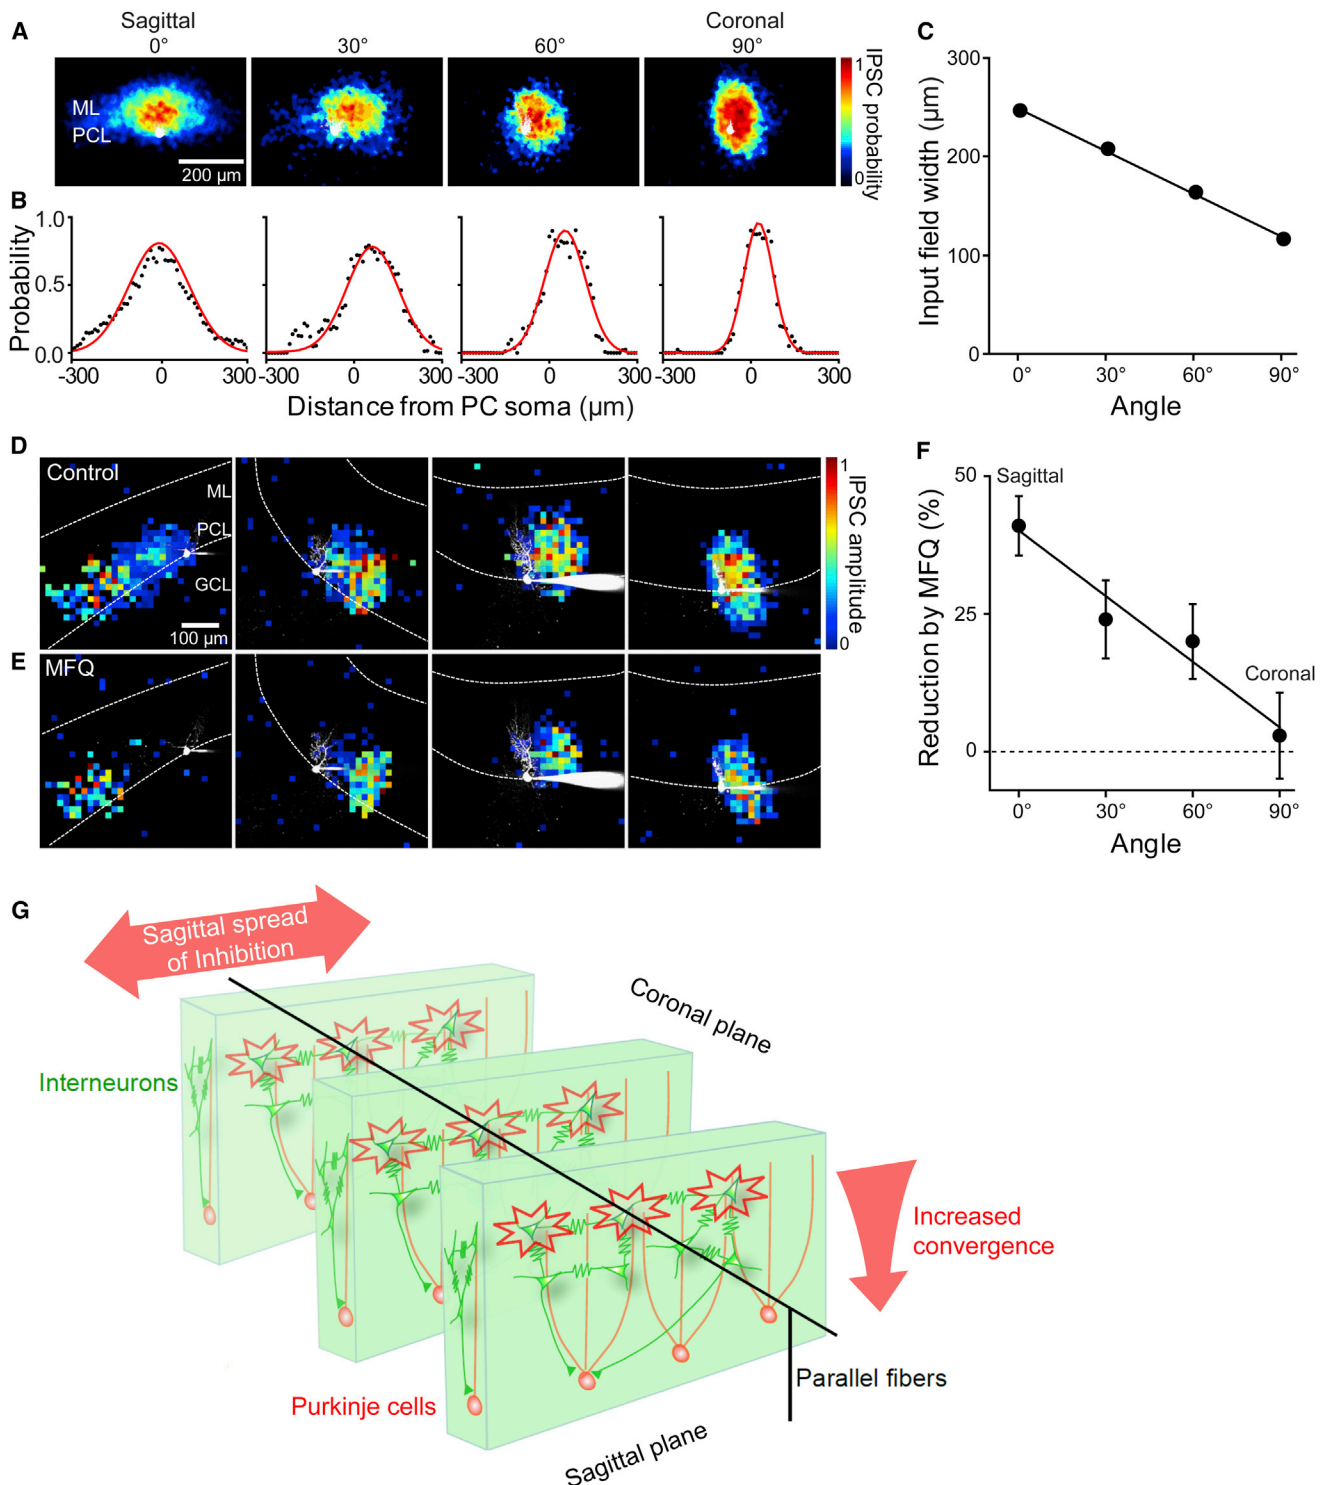 A
Sagittal
0°
30°
60°
Coronal
90°
ML
PCL
200 µm
1
0
IPSC probability
B
Probability
1.0
0.5
0.0
-300 0 300
-300 0 300
-300 0 300
-300 0 300
Distance from PC soma (µm)
C
Input field width (µm)
300
200
100
0
0° 30° 60° 90°
Angle
D
Control
ML
PCL
GCL
100 µm
1
0
IPSC amplitude
E
MFQ
F
Reduction by MFQ (%)
50
25
0
Sagittal
Coronal
0° 30° 60° 90°
Angle
G
Sagittal spread
of Inhibition
Coronal plane
Interneurons
Increased
convergence
Parallel fibers
Purkinje cells
Sagittal plane